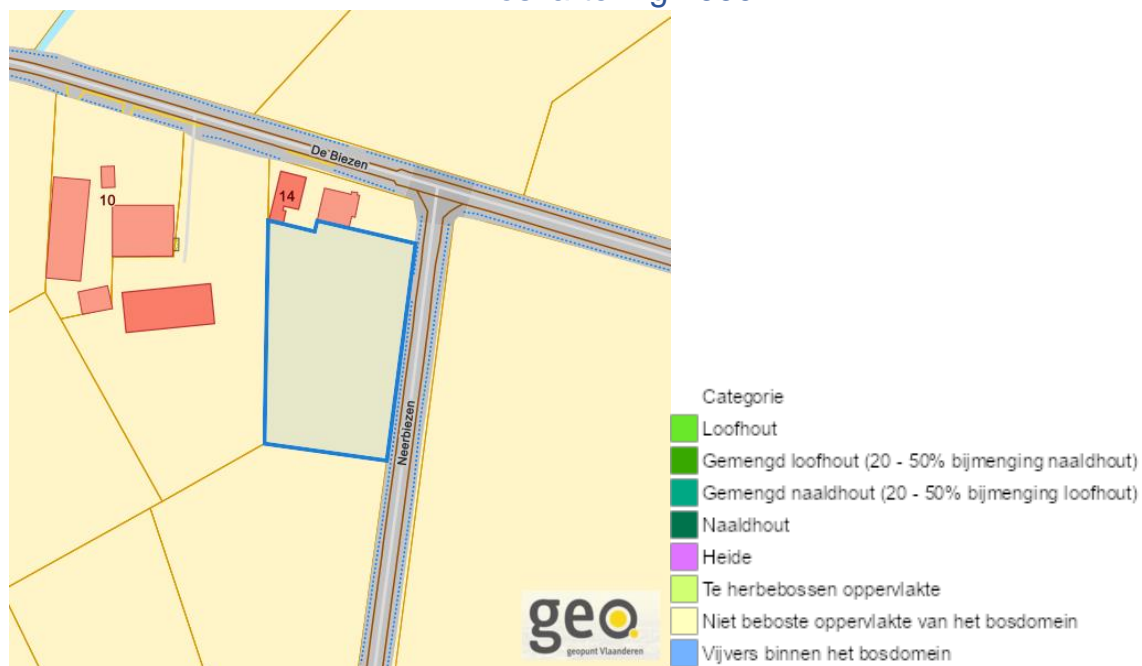 De Biezen
14
10
Neerbiezen
geo
geopunt Vlaanderen
Categorie
Loofhout
Gemengd loofhout (20 - 50% bijmenging naaldhout)
Gemengd naaldhout (20 - 50% bijmenging loofhout)
Naaldhout
Heide
Te herbebossen oppervlakte
Niet beboste oppervlakte van het bosdomein
Vijvers binnen het bosdomein